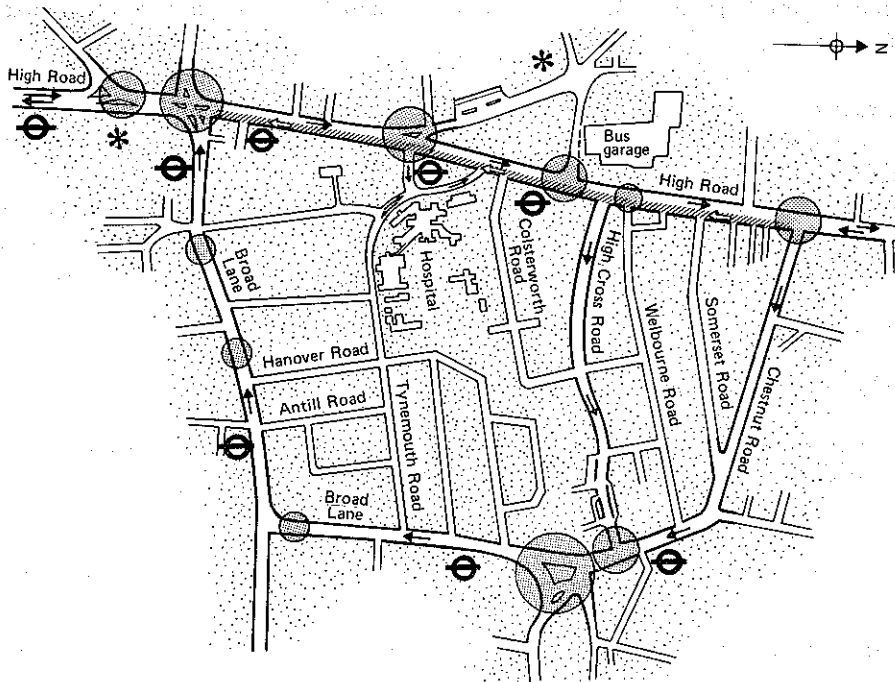 High Road
N
Bus
garage
High Road
Broad
Lane
Hospital
Colsterworth
Road
High Cross Road
Welbourne Road
Somerset Road
Chestnut Road
Hanover Road
Antill Road
Tynemouth Road
Broad
Lane